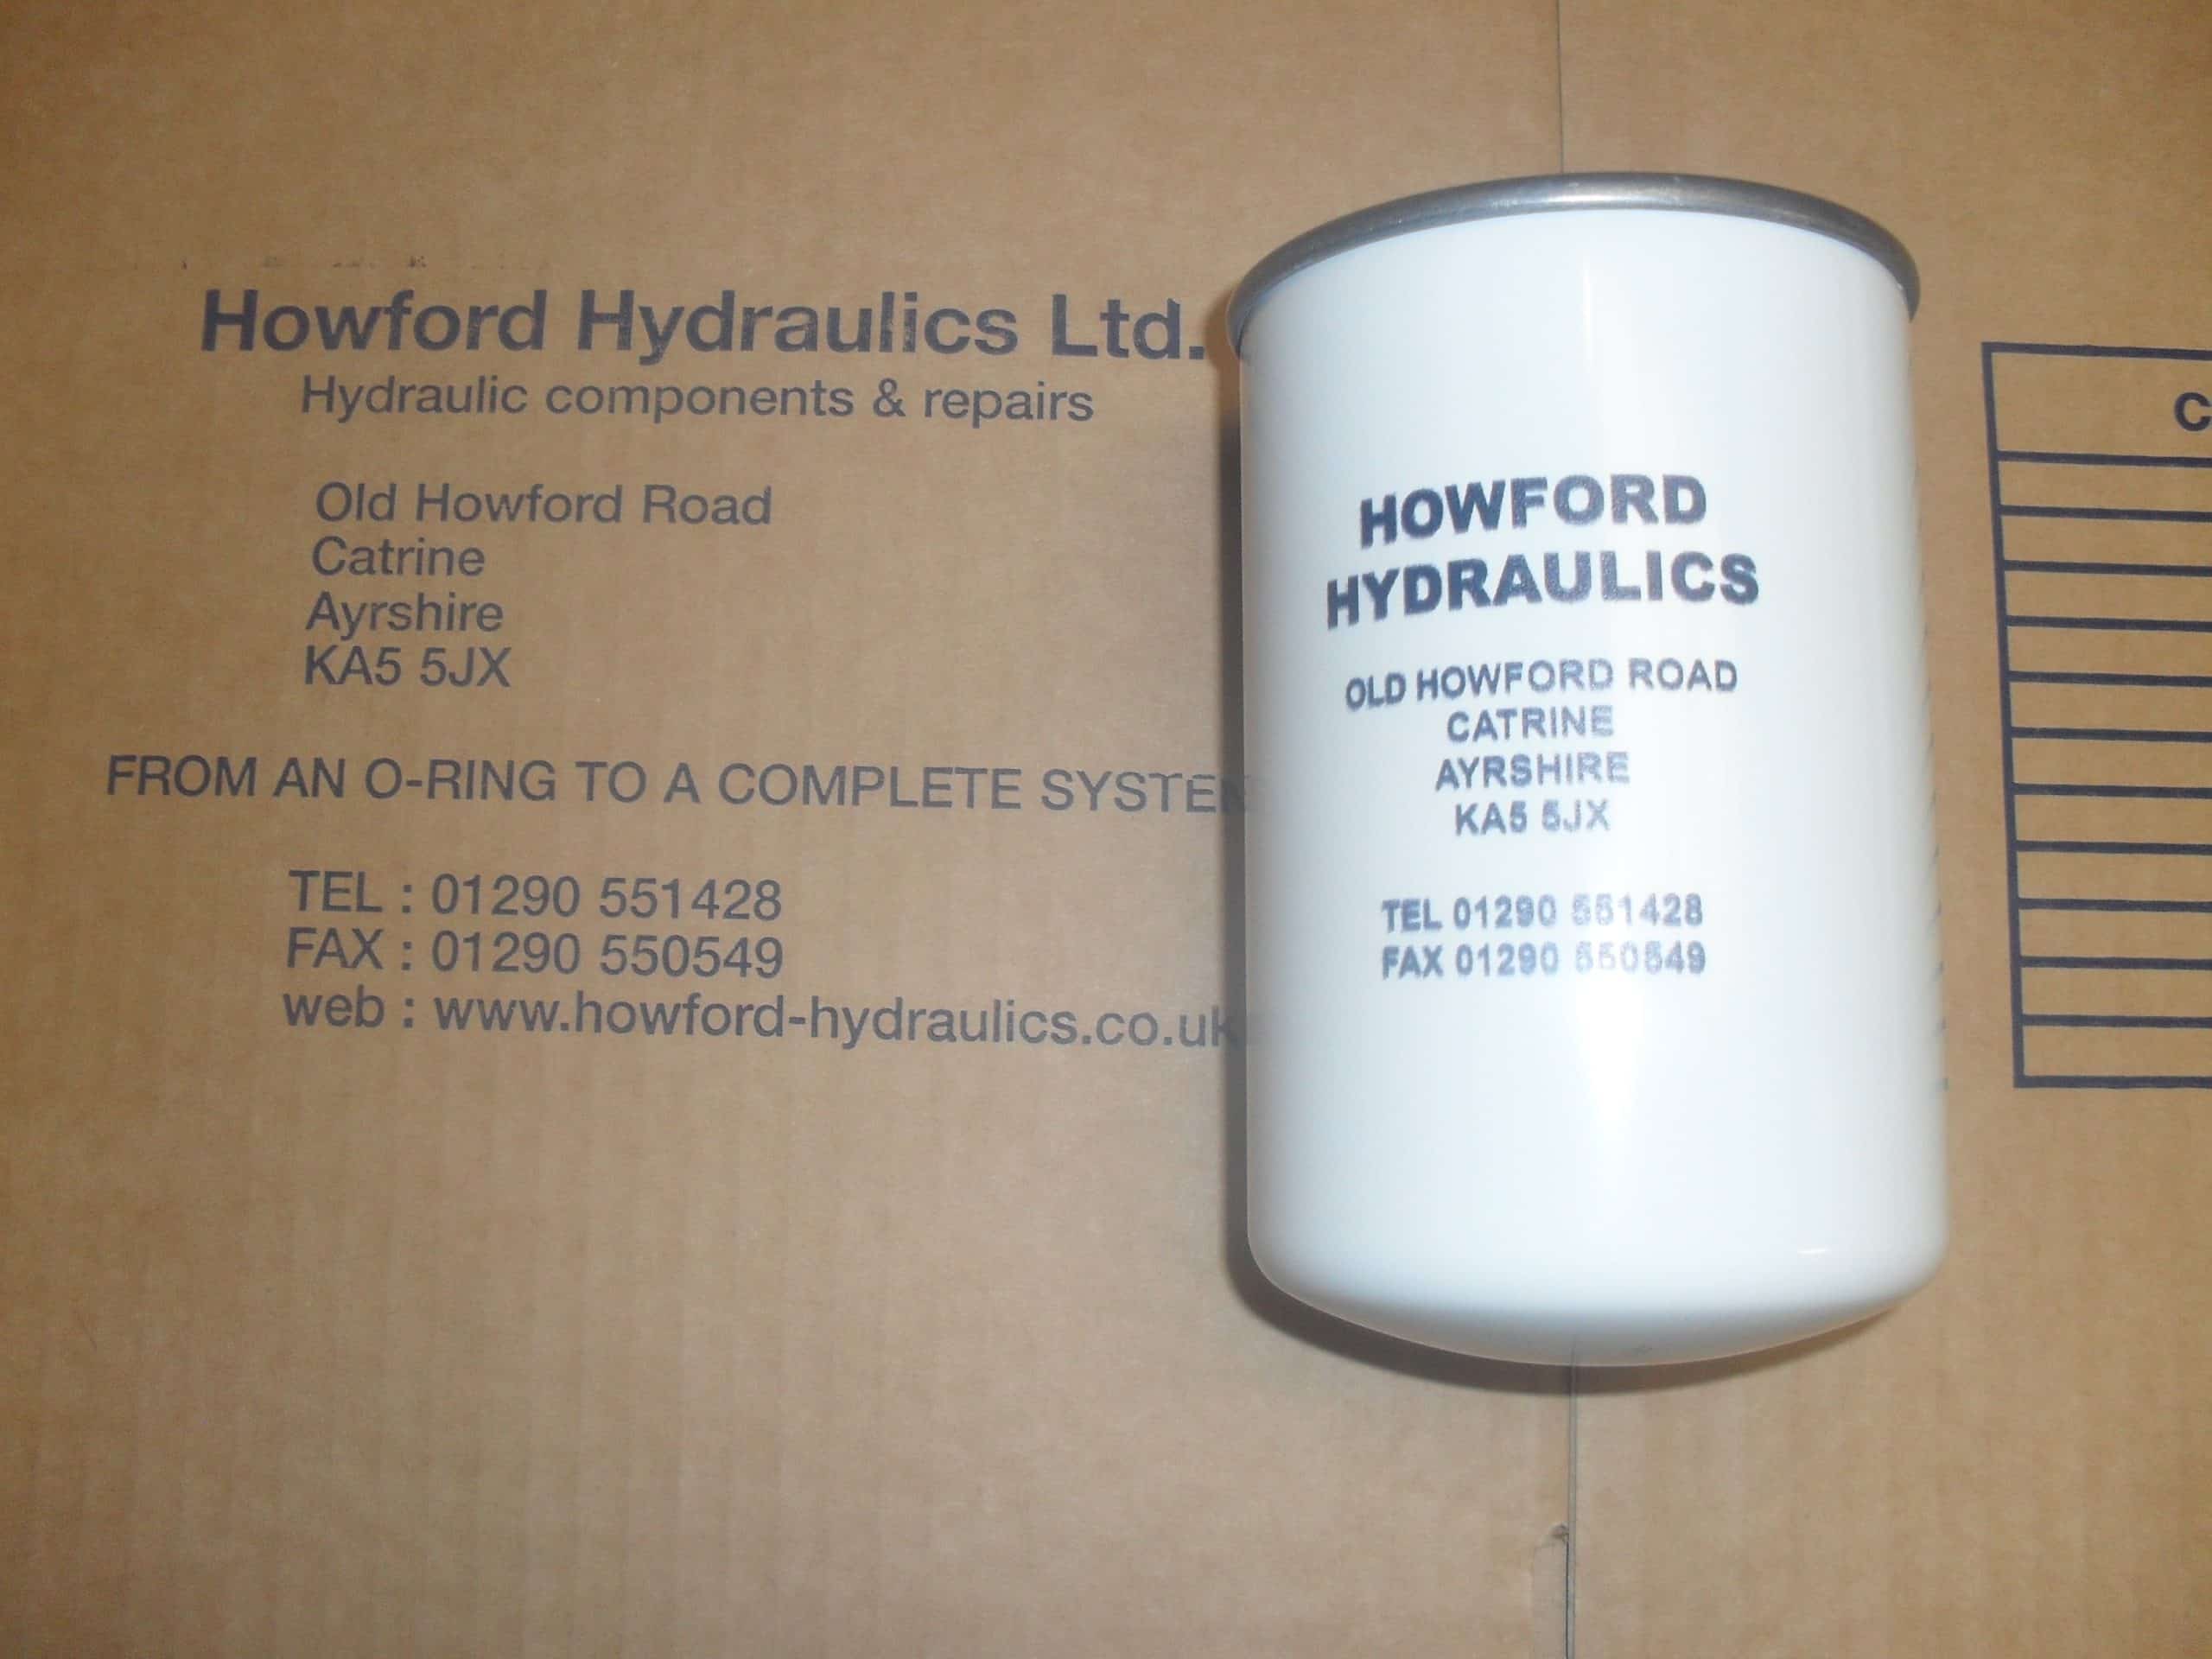 Howford Hydraulics Ltd.
Hydraulic components & repairs
Old Howford Road
Catrine
Ayrshire
KA5 5JX
FROM AN O-RING TO A COMPLETE
TEL : 01290 551428
FAX : 01290 550549
web : www.howford-hydraulics.co.uk
HOWFORD
HYDRAULICS
OLD HOWFORD ROAD
CATRINE
AYRSHIRE
KA5 5JX
TEL 01290 551428
FAX 01290 550549